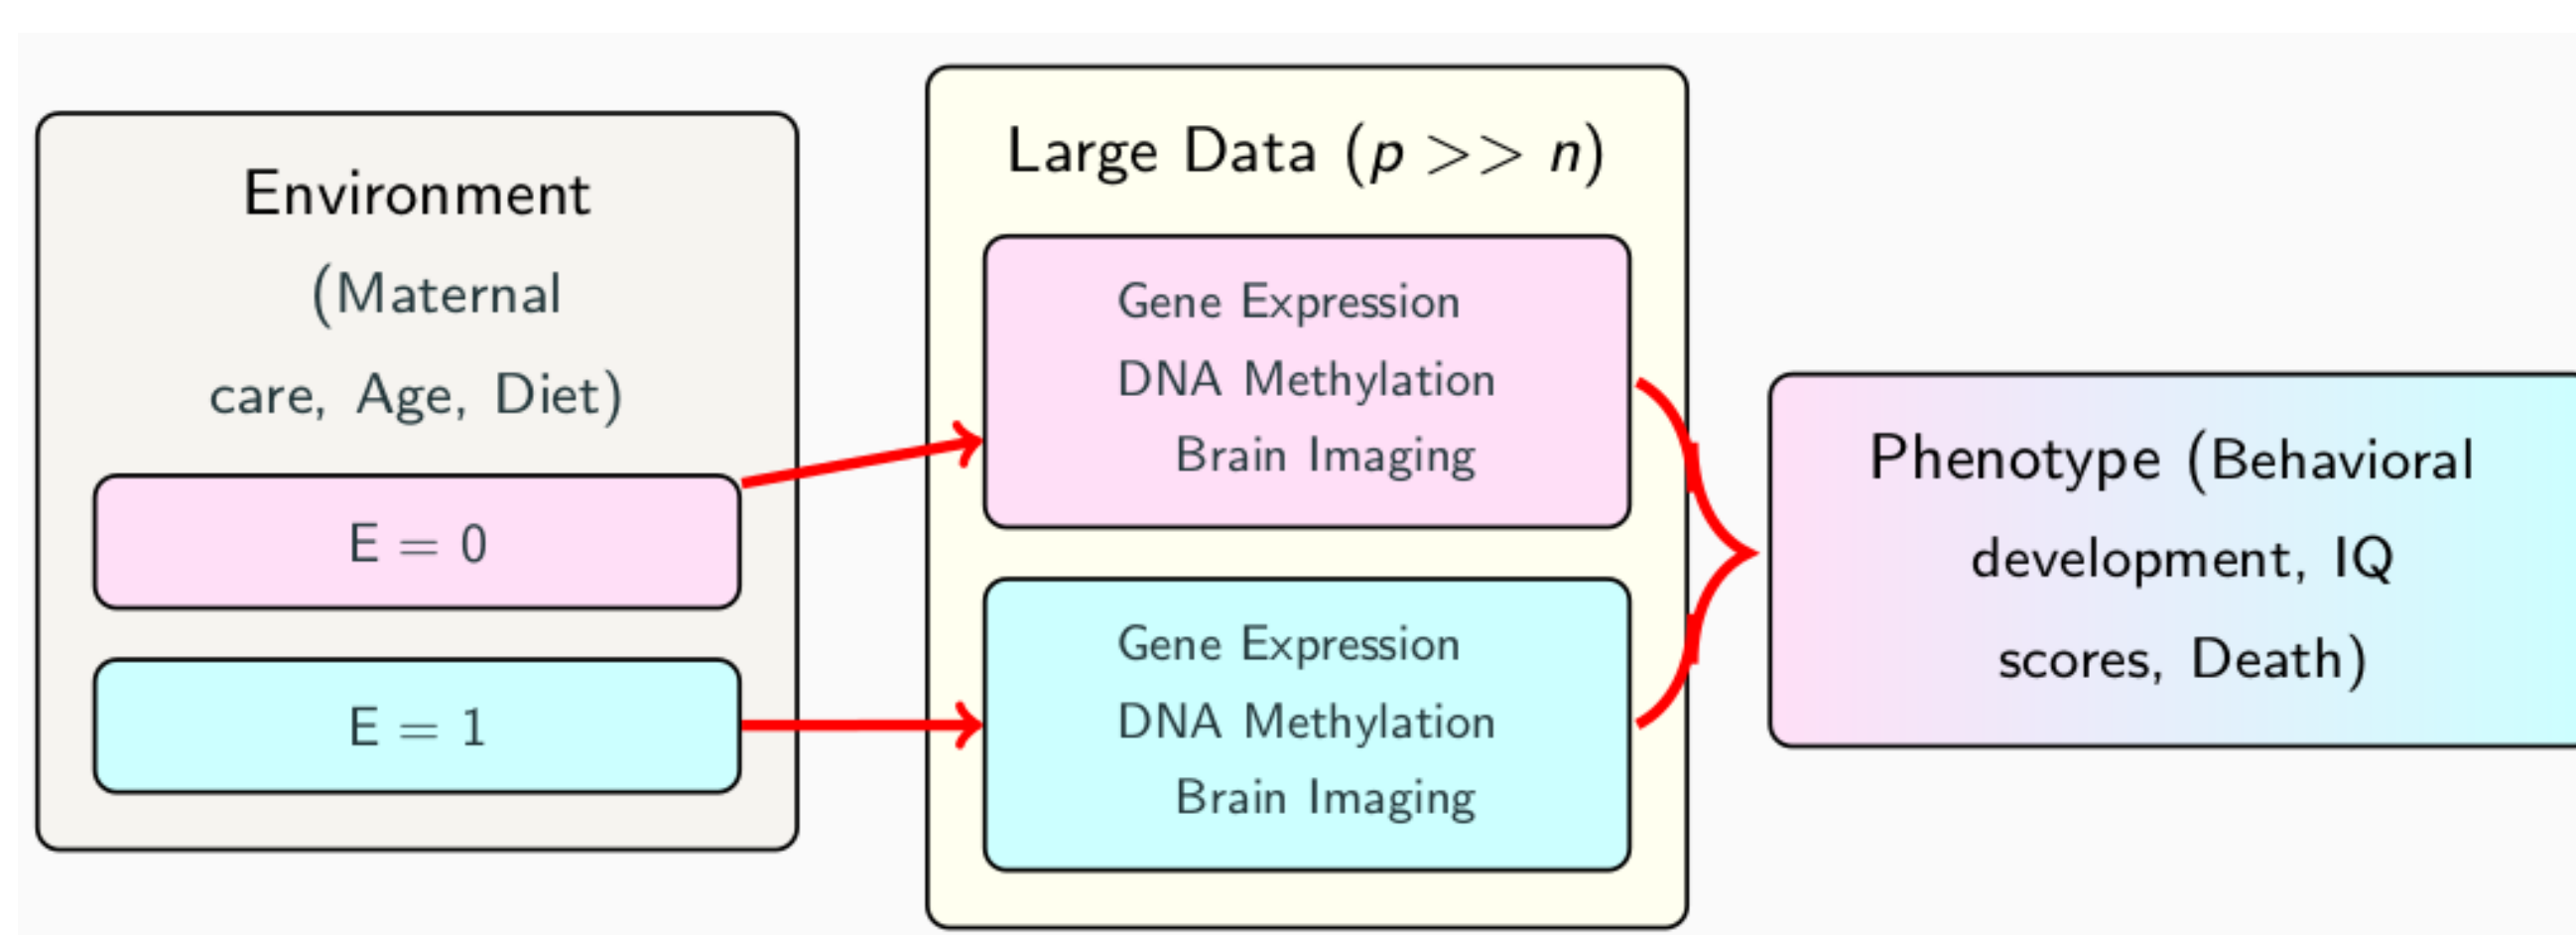 Environment
(Maternal
care, Age, Diet)
E = 0
E = 1
Large Data (p >> n)
Gene Expression
DNA Methylation
Brain Imaging
Gene Expression
DNA Methylation
Brain Imaging
Phenotype (Behavioral
development, IQ
scores, Death)